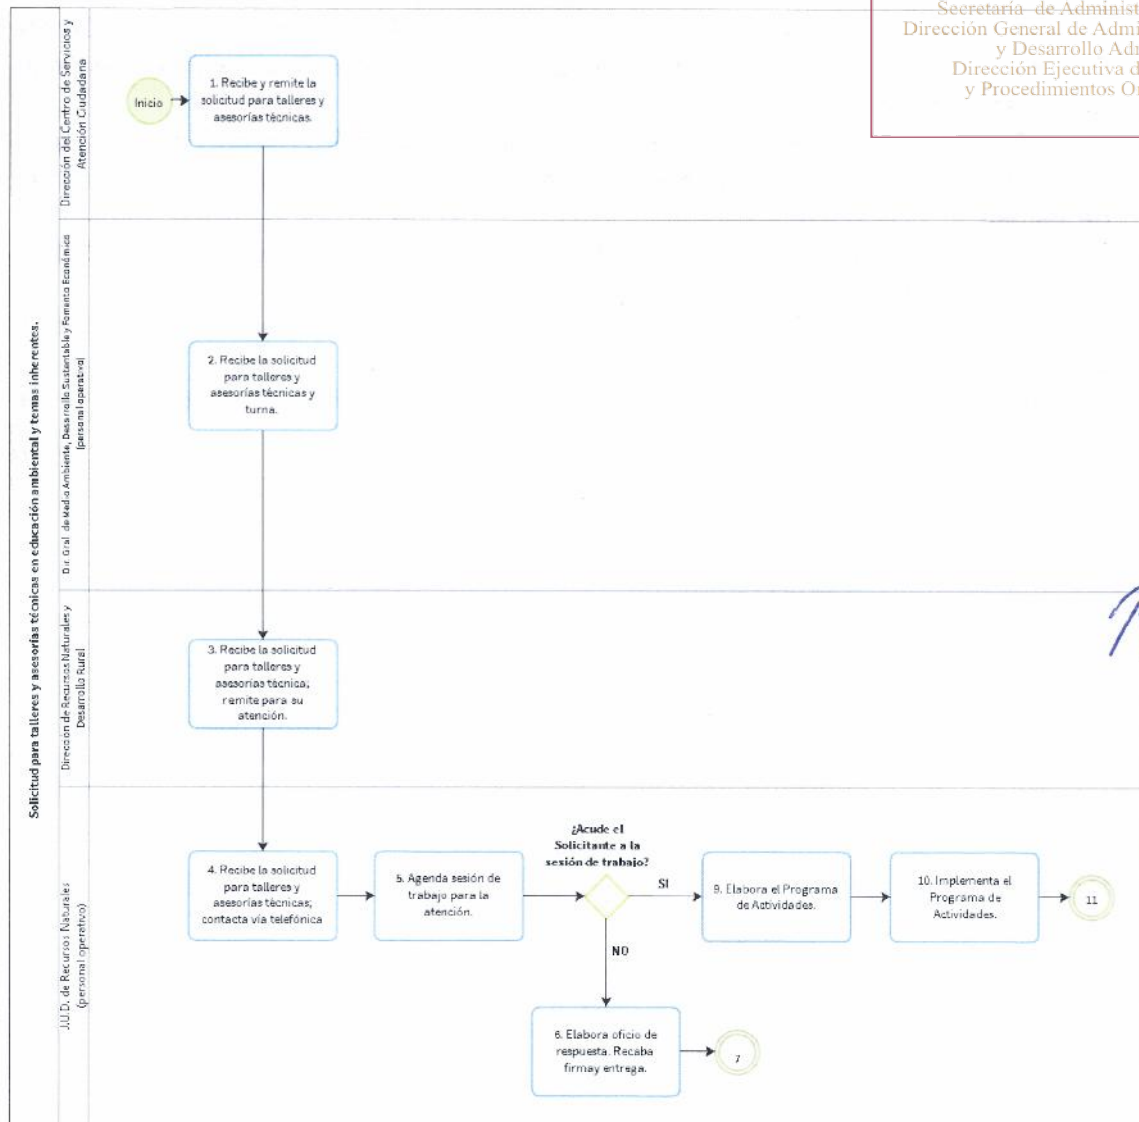 Secretaría de Administ
Dirección General de Admi
y Desarrollo Adm
Dirección Ejecutiva d
y Procedimientos Or
Solicitud para talleres y asesorías técnicas en educación ambiental y temas inherentes.
Dirección del Centro de Servicios y
Atención Ciudadana
Inicio
1. Recibe y remite la
solicitud para talleres y
asesorías técnicas.
Dir. Gral. de Medio Ambiente, Desarrollo Sustentable y Fomento Económico
(personal operativo)
2. Recibe la solicitud
para talleres y
asesorías técnicas y
turna.
Dirección de Recursos Naturales y
Desarrollo Rural
3. Recibe la solicitud
para talleres y
asesorías técnica;
remite para su
atención.
J.U.D. de Recursos Naturales
(personal operativo)
4. Recibe la solicitud
para talleres y
asesorías técnicas;
contacta vía telefónica
5. Agenda sesión de
trabajo para la
atención.
¿Acude el
Solicitante a la
sesión de trabajo?
SI
9. Elabora el Programa
de Actividades.
10. Implementa el
Programa de
Actividades.
11
NO
6. Elabora oficio de
respuesta. Recaba
firmay entrega.
7